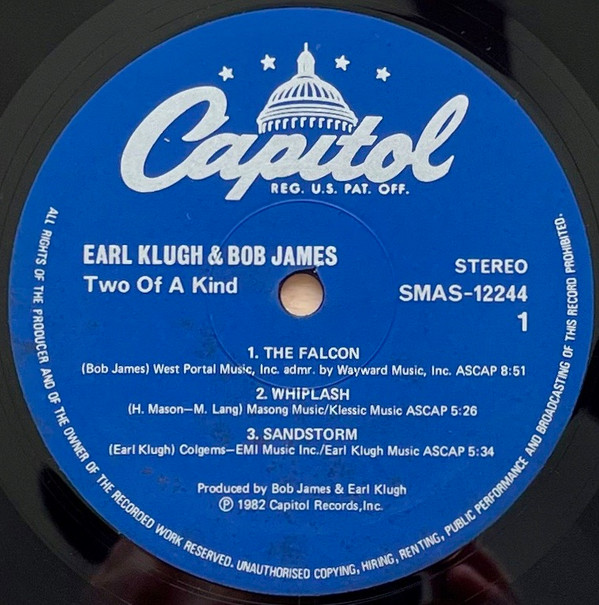 Capitol
REG. U.S. PAT. OFF.
EARL KLUGH & BOB JAMES
Two Of A Kind
STEREO
SMAS-12244
1
1. THE FALCON
(Bob James) West Portal Music, Inc. admr. by Wayward Music, Inc. ASCAP 8:51
2. WHIPLASH
(H. Mason—M. Lang) Masong Music/Klessic Music ASCAP 5:26
3. SANDSTORM
(Earl Klugh) Colgems—EMI Music Inc./Earl Klugh Music ASCAP 5:34
Produced by Bob James & Earl Klugh
℗ 1982 Capitol Records,Inc.
ALL RIGHTS OF THE PRODUCER AND OF THE OWNER OF THE RECORDED WORK RESERVED. UNAUTHORISED COPYING, HIRING, RENTING, PUBLIC PERFORMANCE AND BROADCASTING OF THIS RECORD PROHIBITED.